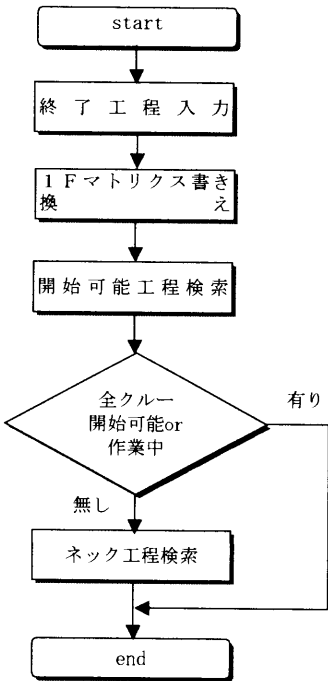 start
終了工程入力
1Fマトリクス書き
換え
開始可能工程検索
全クルー
開始可能or
作業中
有り
無し
ネック工程検索
end